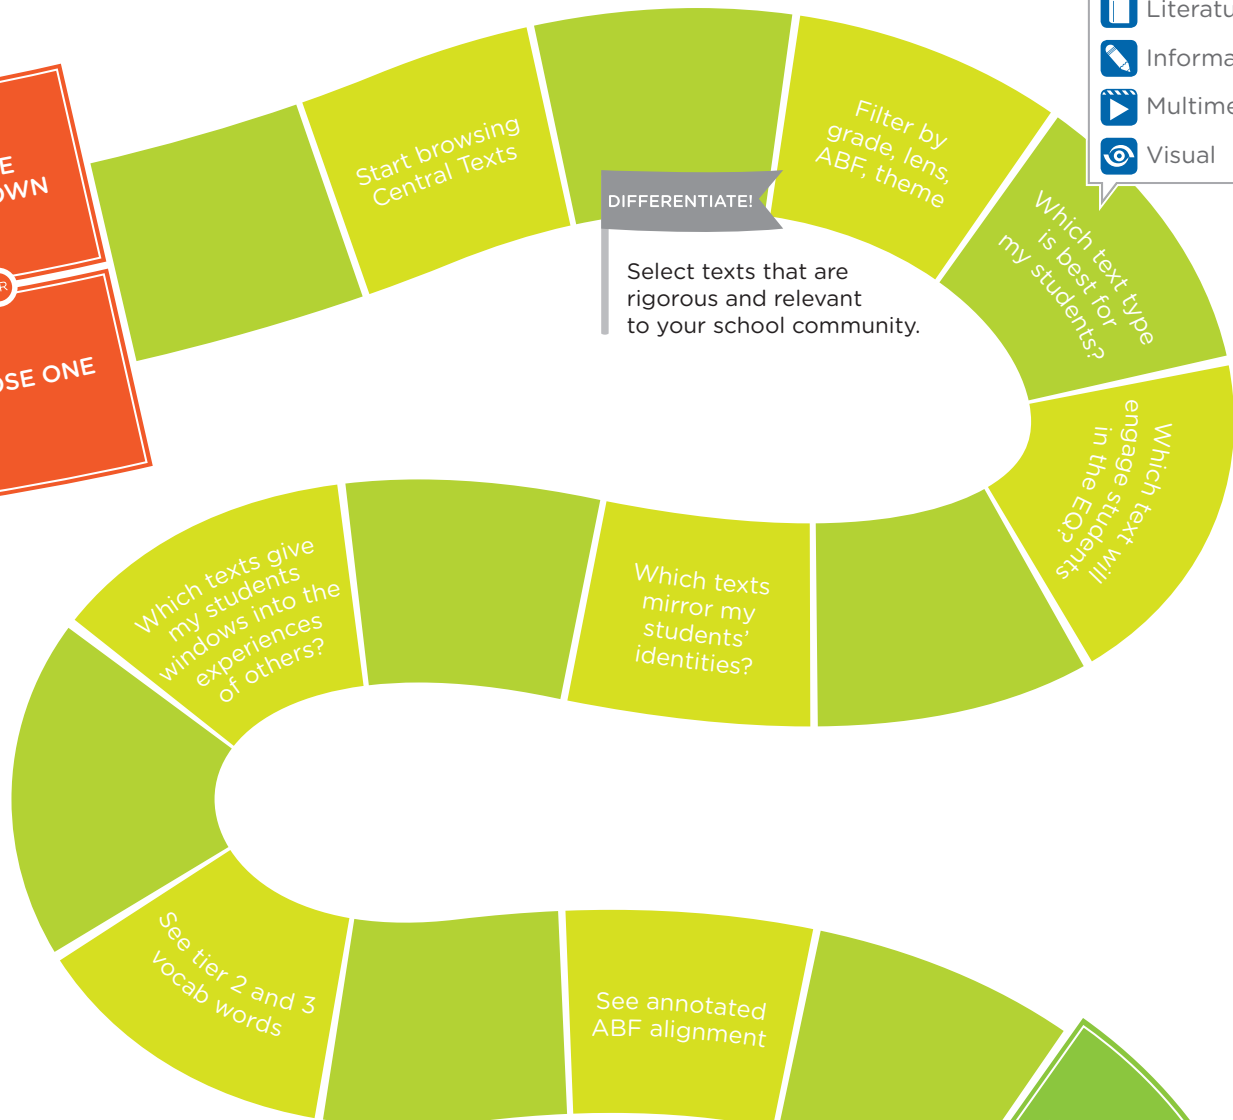 Literatu
Informa
Multime
Visual
E
OWN
R
OSE ONE
Start browsing
Central Texts
DIFFERENTIATE!
Select texts that are
rigorous and relevant
to your school community.
Filter by
grade, lens,
ABF, theme
Which text type
is best for
my students?
Which text will
engage students
in the EQ?
Which texts
mirror my
students’
identities?
Which texts give
my students
windows into the
experiences
of others?
See tier 2 and 3
vocab words
See annotated
ABF alignment